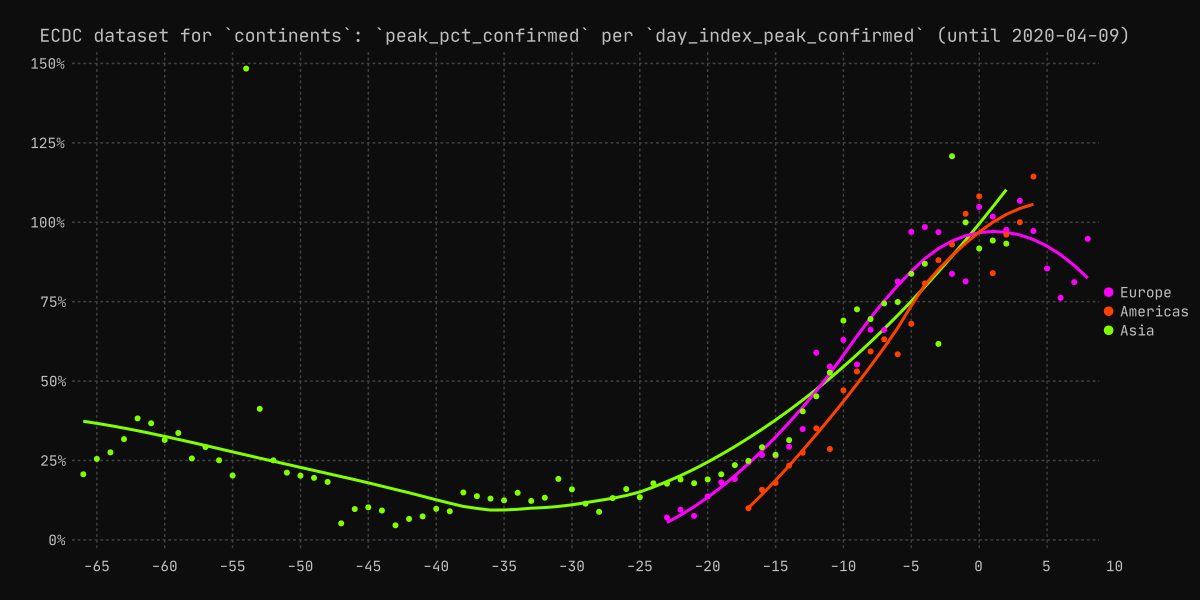 ECDC dataset for `continents`: `peak_pct_confirmed` per `day_index_peak_confirmed` (until 2020-04-09)
150%
125%
100%
75%
50%
25%
0%
-65 -60 -55 -50 -45 -40 -35 -30 -25 -20 -15 -10 -5 0 5 10
Europe
Americas
Asia